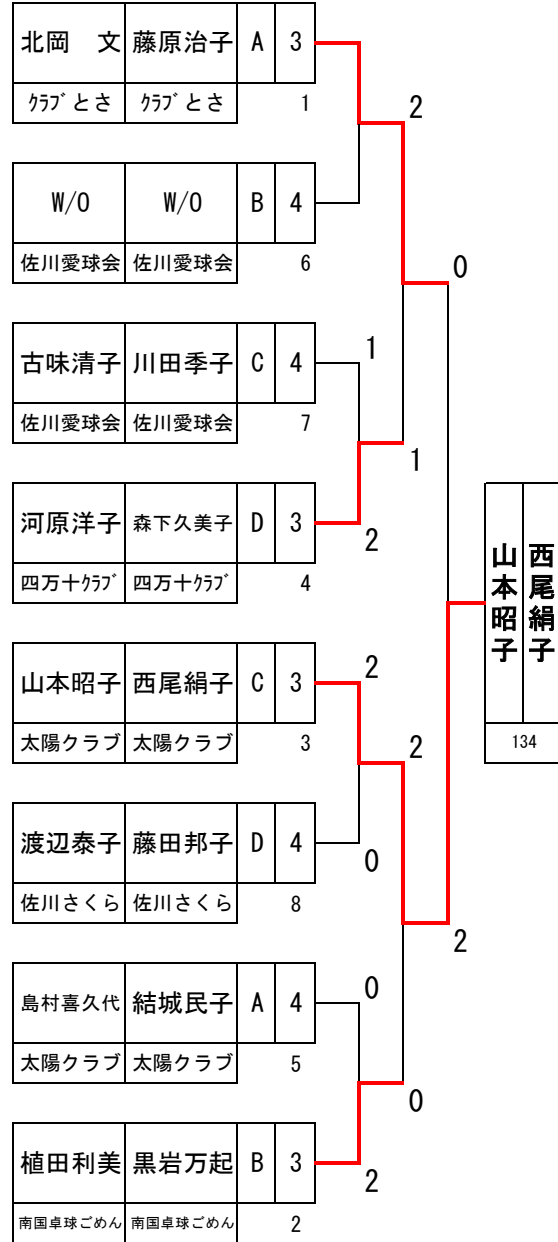 北岡　文 藤原治子 A 3
ｸﾗﾌﾞとさ ｸﾗﾌﾞとさ 1
2
W/O W/O B 4
佐川愛球会 佐川愛球会 6
0
古味清子 川田季子 C 4
1
佐川愛球会 佐川愛球会 7
1
河原洋子 森下久美子 D 3
2
四万十ｸﾗﾌﾞ 四万十ｸﾗﾌﾞ 4
山本昭子 西尾絹子
134
山本昭子 西尾絹子 C 3
2
太陽クラブ 太陽クラブ 3
2
渡辺泰子 藤田邦子 D 4
0
佐川さくら 佐川さくら 8
2
島村喜久代 結城民子 A 4
0
太陽クラブ 太陽クラブ 5
0
植田利美 黒岩万起 B 3
2
南国卓球ごめん 南国卓球ごめん 2